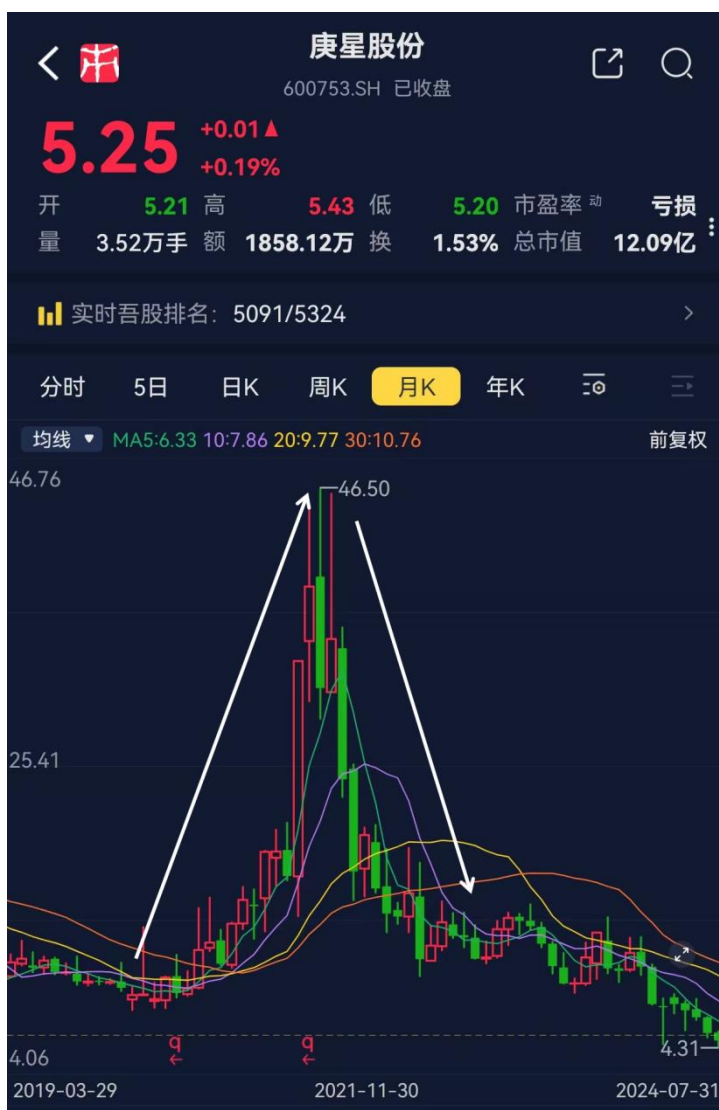 庚星股份
600753.SH 已收盘
5.25 +0.01▲
+0.19%
开 5.21 高 5.43 低 5.20 市盈率 动 亏损
量 3.52万手 额 1858.12万 换 1.53% 总市值 12.09亿
实时吾股排名: 5091/5324
分时 5日 日K 周K 月K 年K
均线 MA5:6.33 10:7.86 20:9.77 30:10.76 前复权
46.76
46.50
25.41
q q
4.31
4.06
2019-03-29 2021-11-30 2024-07-31